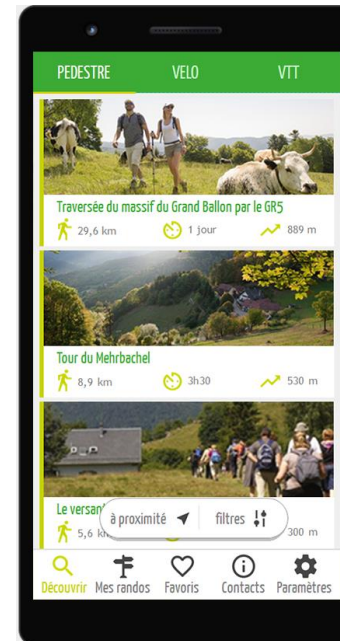 PEDESTRE VELO VTT
Traversée du massif du Grand Ballon par le GR5
29,6 km 1 jour 889 m
Tour du Mehrbachel
8,9 km 3h30 530 m
Le versant
5,6 km 300 m
à proximité filtres
Découvrir Mes randos Favoris Contacts Paramètres